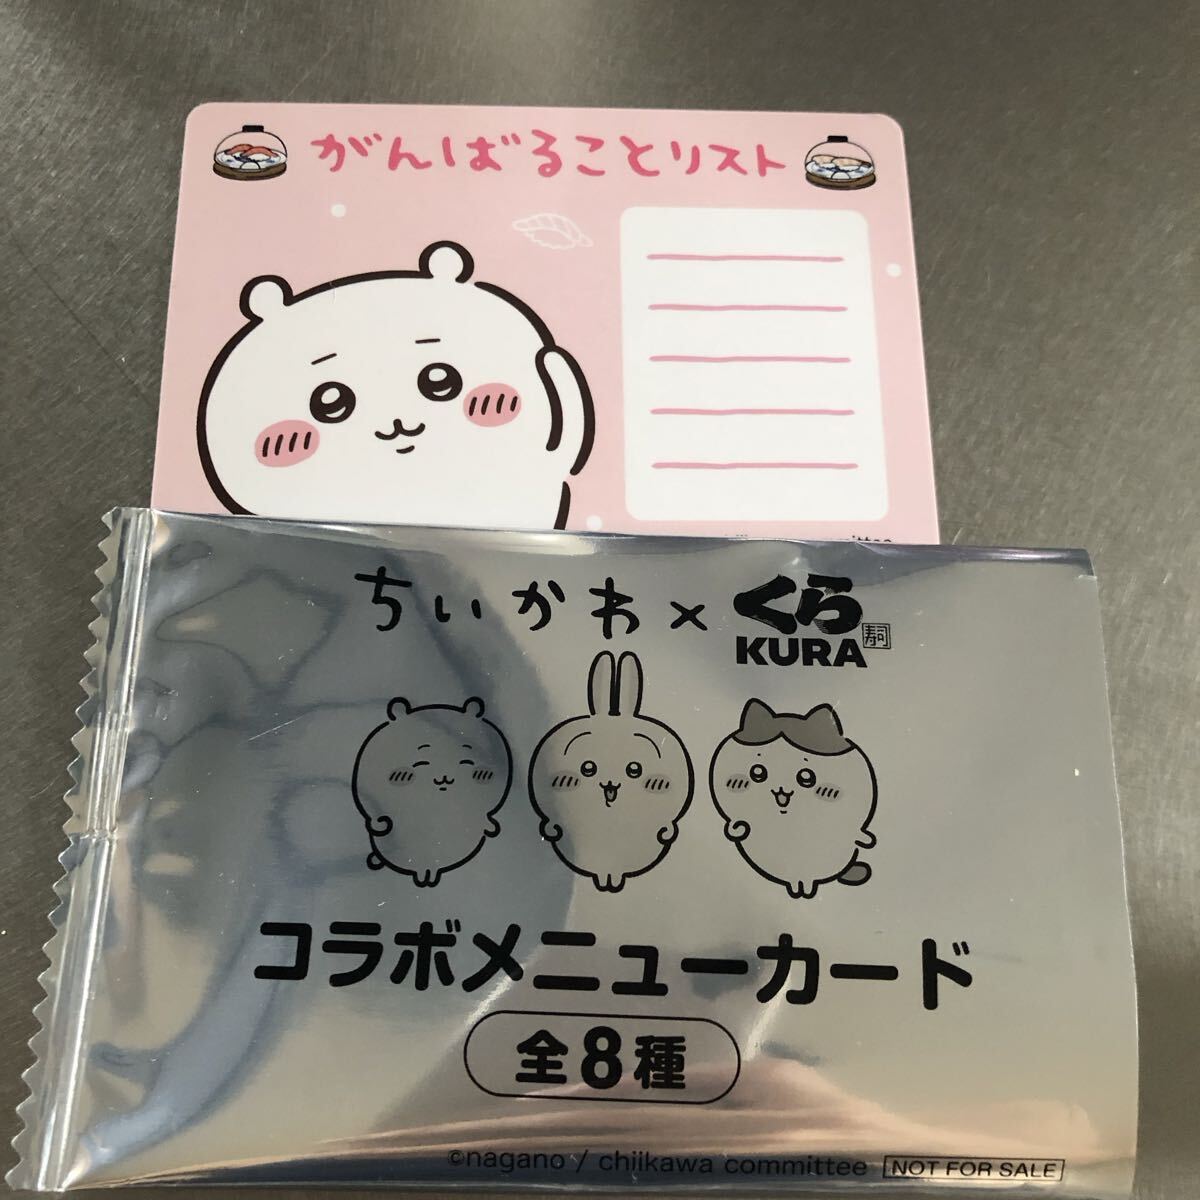 がんばることリスト
ちいかわ×くら寿司
KURA
コラボメニューカード
全8種
©nagano / chiikawa committee NOT FOR SALE